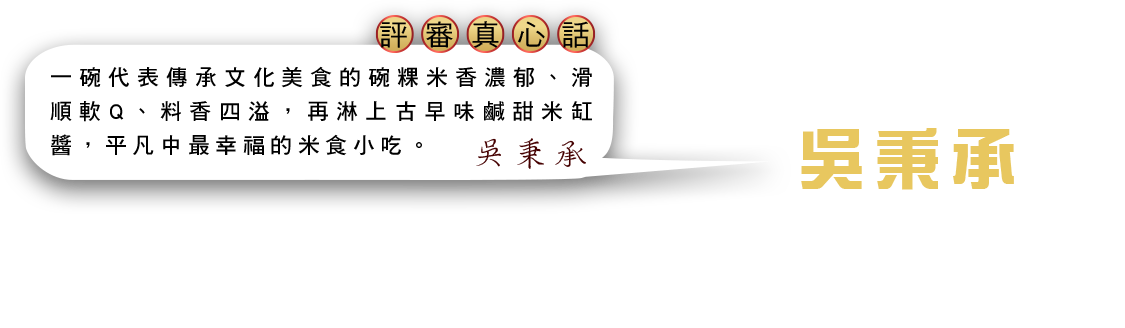 評審真心話
一碗代表傳承文化美食的碗粿米香濃郁、滑
順軟Q、料香四溢，再淋上古早味鹹甜米缸
醬，平凡中最幸福的米食小吃。
吳秉承
吳秉承